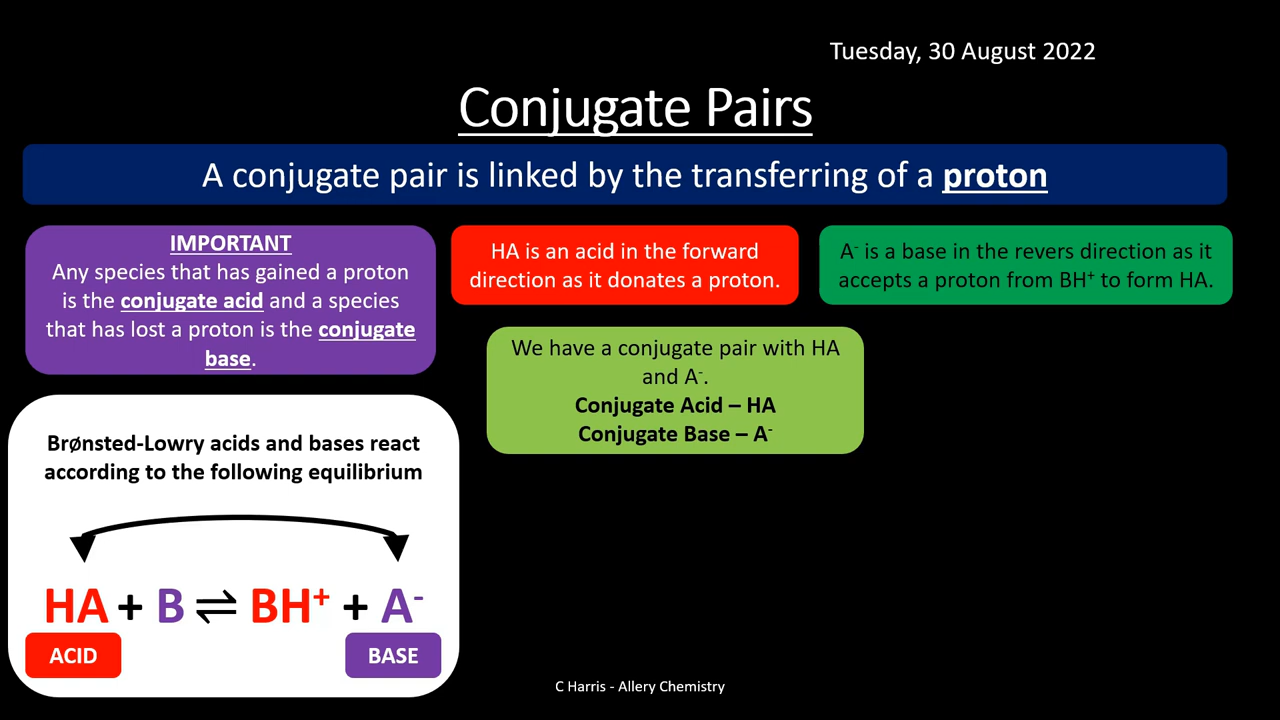 Tuesday, 30 August 2022
Conjugate Pairs
A conjugate pair is linked by the transferring of a proton
IMPORTANT
Any species that has gained a proton
is the conjugate acid and a species
that has lost a proton is the conjugate
base.
HA is an acid in the forward
direction as it donates a proton.
A⁻ is a base in the revers direction as it
accepts a proton from BH⁺ to form HA.
We have a conjugate pair with HA
and A⁻.
Conjugate Acid – HA
Conjugate Base – A⁻
Brønsted-Lowry acids and bases react
according to the following equilibrium
HA + B ⇌ BH⁺ + A⁻
ACID
BASE
C Harris - Allery Chemistry